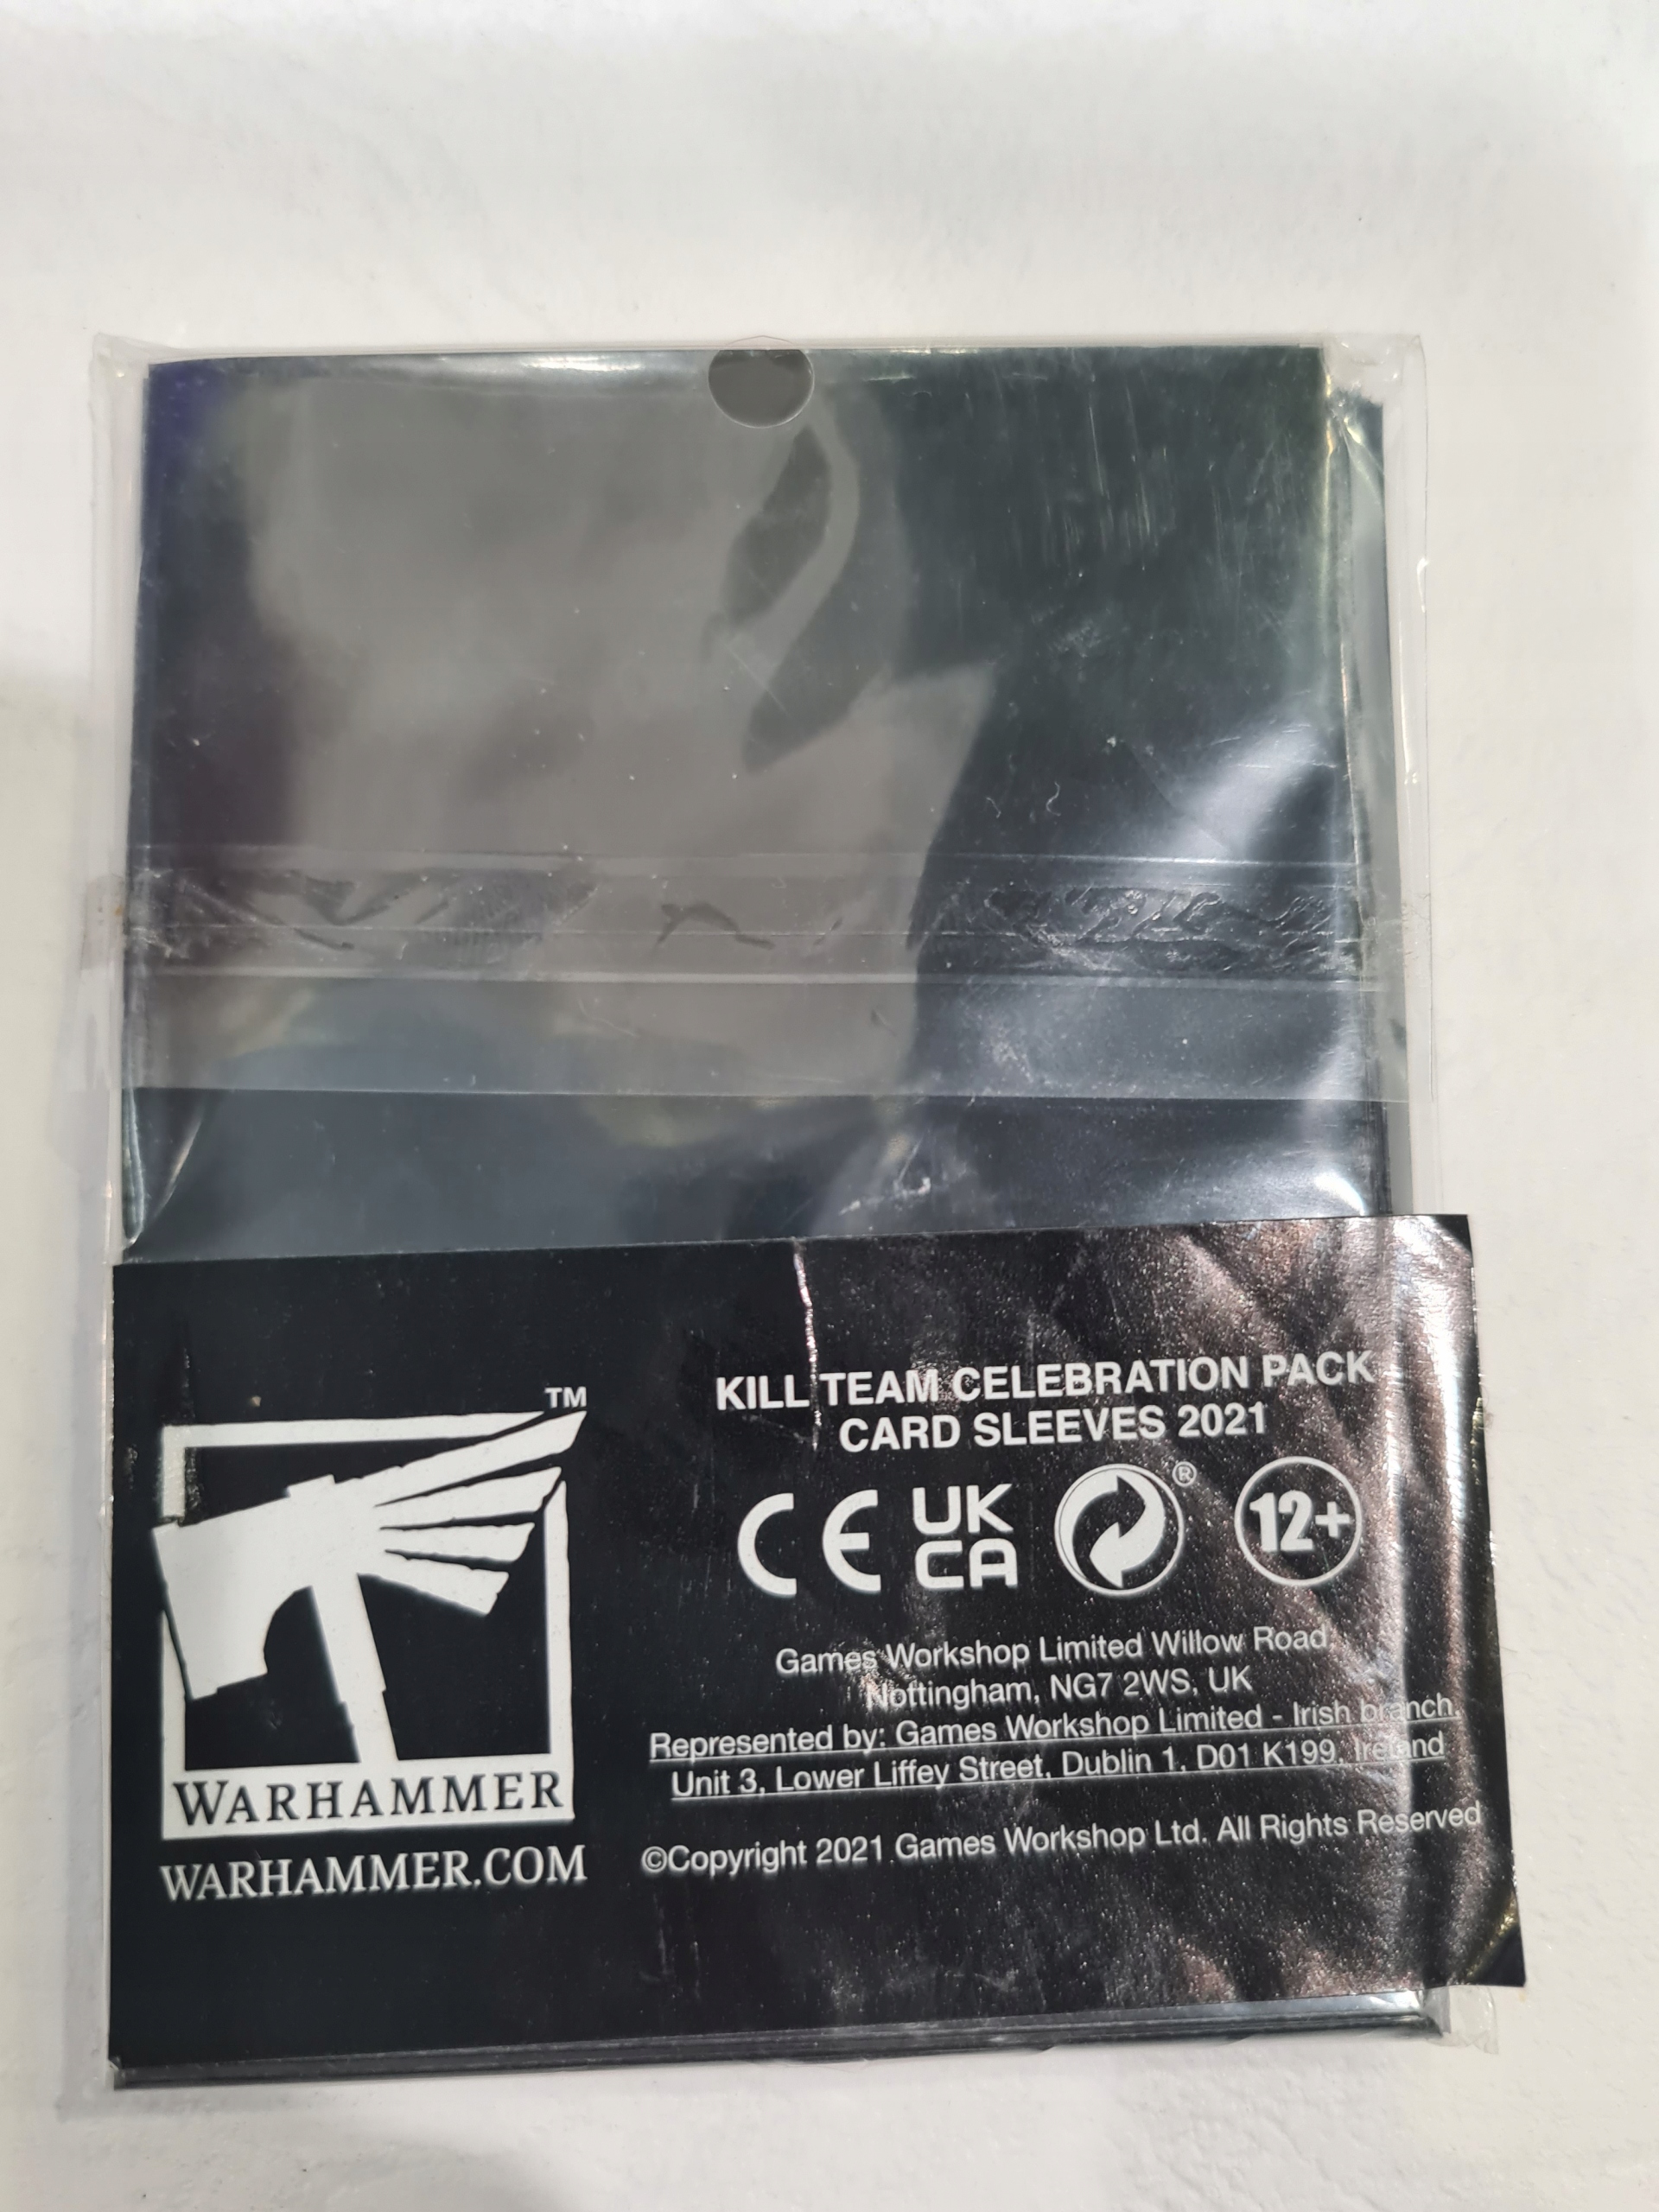 KILL TEAM CELEBRATION PACK
CARD SLEEVES 2021
CE UK CA ® 12+
Games Workshop Limited Willow Road
Nottingham, NG7 2WS, UK
Represented by: Games Workshop Limited - Irish branch,
Unit 3, Lower Liffey Street, Dublin 1, D01 K199, Ireland
©Copyright 2021 Games Workshop Ltd. All Rights Reserved
TM
WARHAMMER
WARHAMMER.COM